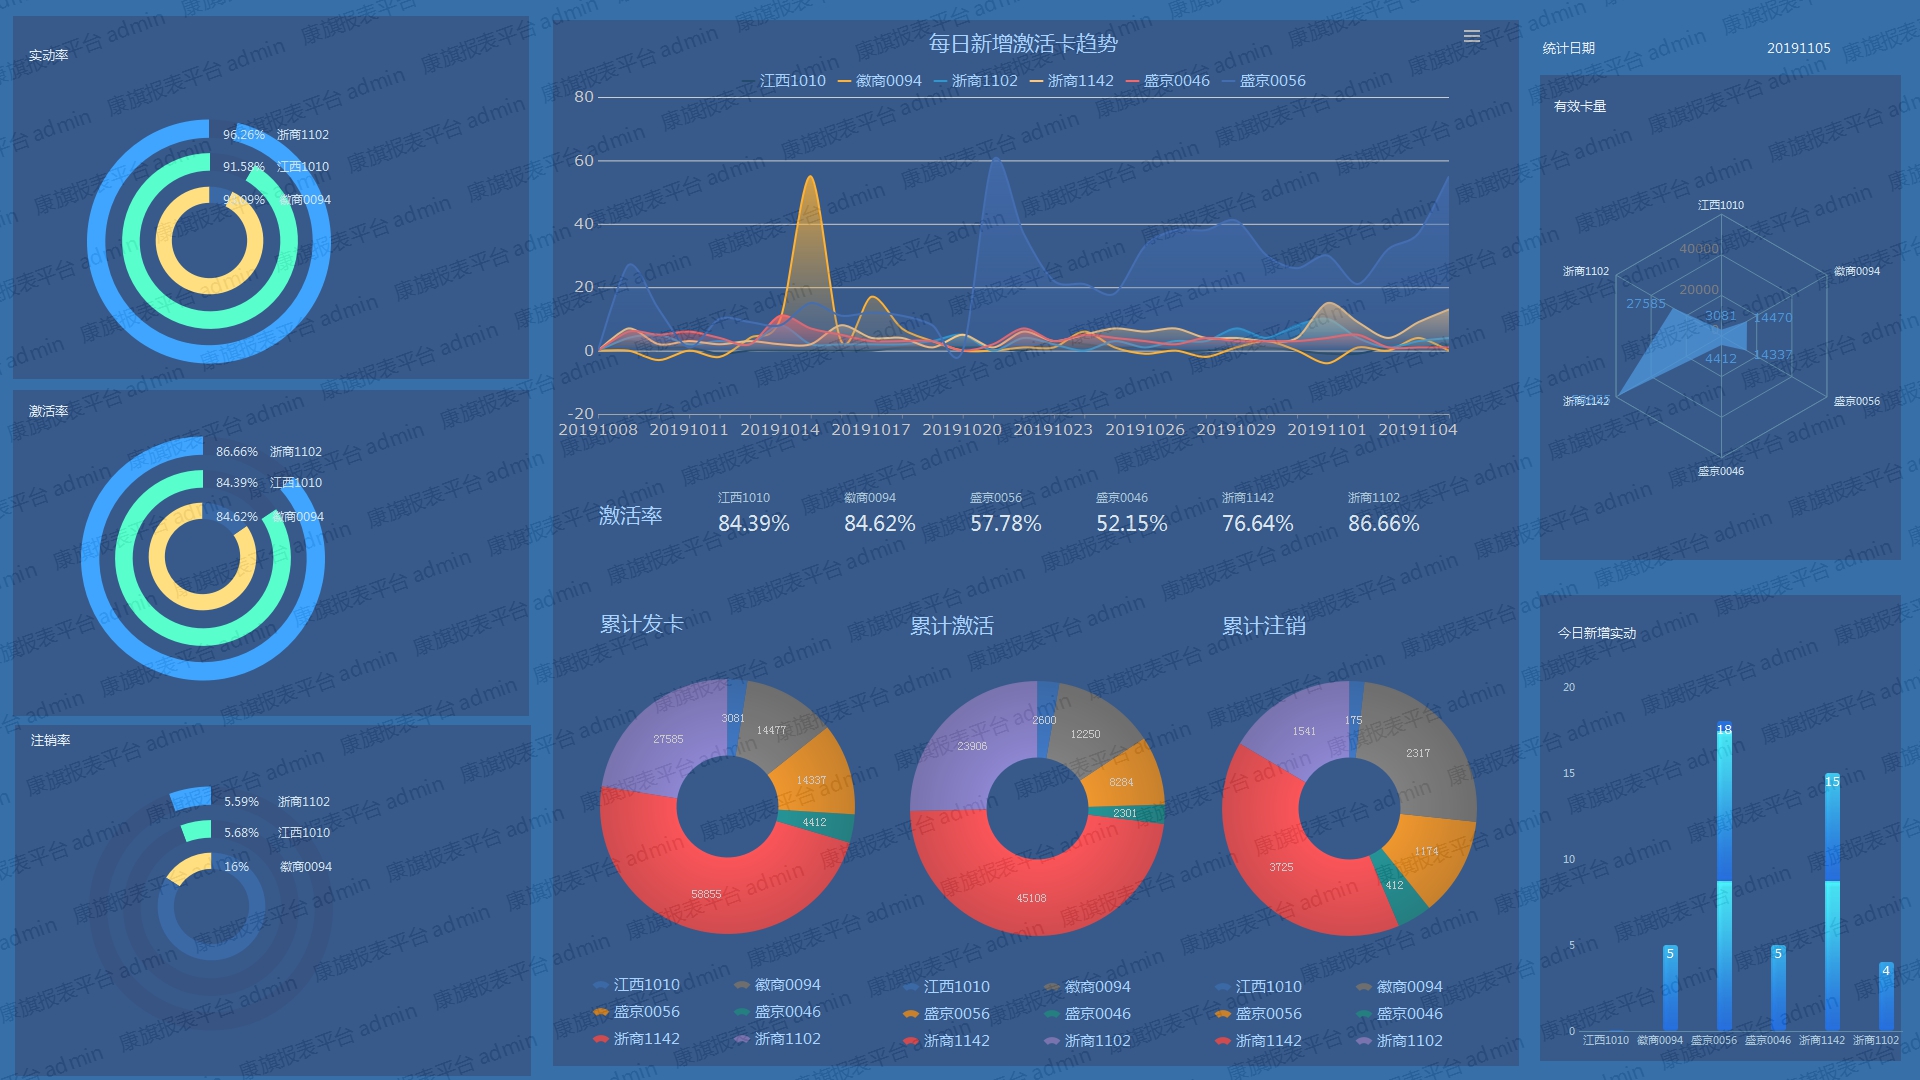 实动率
96.26% 浙商1102
91.58% 江西1010
徽商0094
激活率
86.66% 浙商1102
84.39% 江西1010
84.62% 徽商0094
注销率
5.59% 浙商1102
5.68% 江西1010
16% 徽商0094
每日新增激活卡趋势
江西1010 徽商0094 浙商1102 浙商1142 盛京0046 盛京0056
80
60
40
20
0
-20
20191008 20191011 20191014 20191017 20191020 20191023 20191026 20191029 20191101 20191104
江西1010 徽商0094 盛京0056 盛京0046 浙商1142 浙商1102
激活率 84.39% 84.62% 57.78% 52.15% 76.64% 86.66%
累计发卡
3081
14477
14337
4412
58855
27585
江西1010 徽商0094
盛京0056 盛京0046
浙商1142 浙商1102
累计激活
2600
12250
8284
2301
45108
23906
江西1010 徽商0094
盛京0056 盛京0046
浙商1142 浙商1102
累计注销
175
2317
1174
412
3725
1541
江西1010 徽商0094
盛京0056 盛京0046
浙商1142 浙商1102
统计日期 20191105
有效卡量
江西1010
40000
浙商1102 徽商0094
20000
27585
3081 14470
4412 14337
浙商1142 盛京0056
盛京0046
今日新增实动
20
15
10
5
0
5
18
5
15
4
江西1010 徽商0094 盛京0056 盛京0046 浙商1142 浙商1102
康旗报表平台 admin